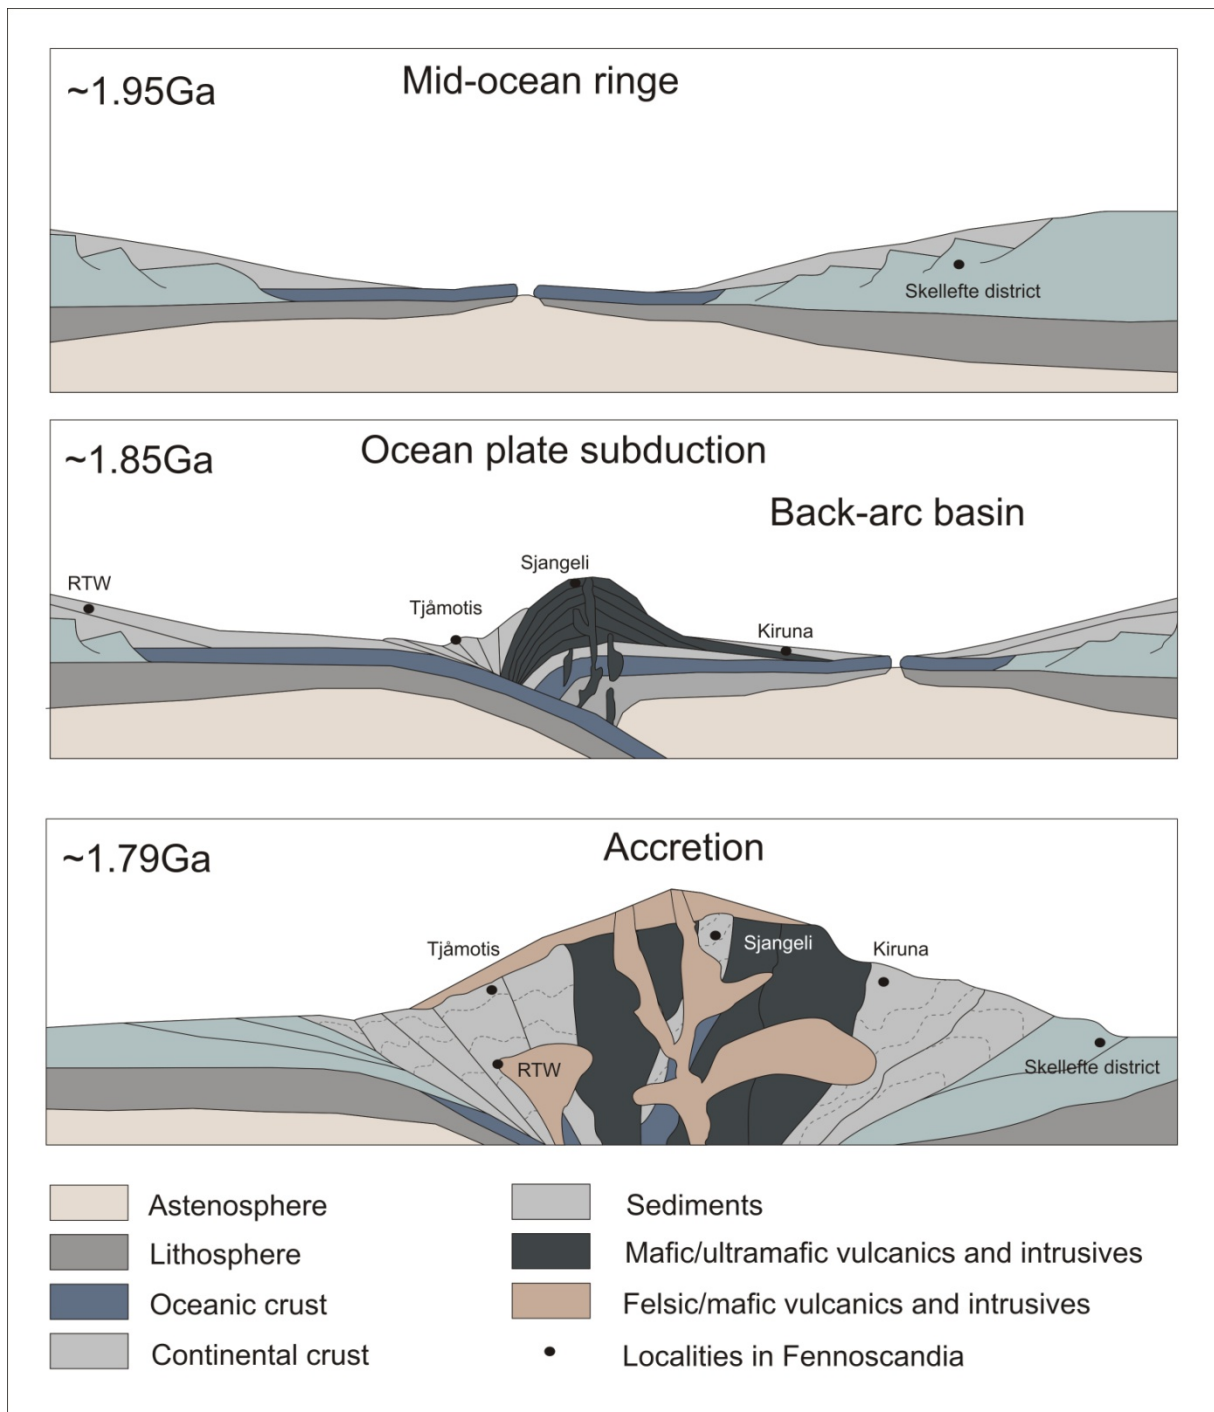 ~1.95Ga
Mid-ocean ringe
Skellefte district
~1.85Ga
Ocean plate subduction
Back-arc basin
Sjangeli
RTW
Tjåmotis
Kiruna
~1.79Ga
Accretion
Tjåmotis
Sjangeli
Kiruna
RTW
Skellefte district
Astenosphere
Lithosphere
Oceanic crust
Continental crust
Sediments
Mafic/ultramafic vulcanics and intrusives
Felsic/mafic vulcanics and intrusives
Localities in Fennoscandia